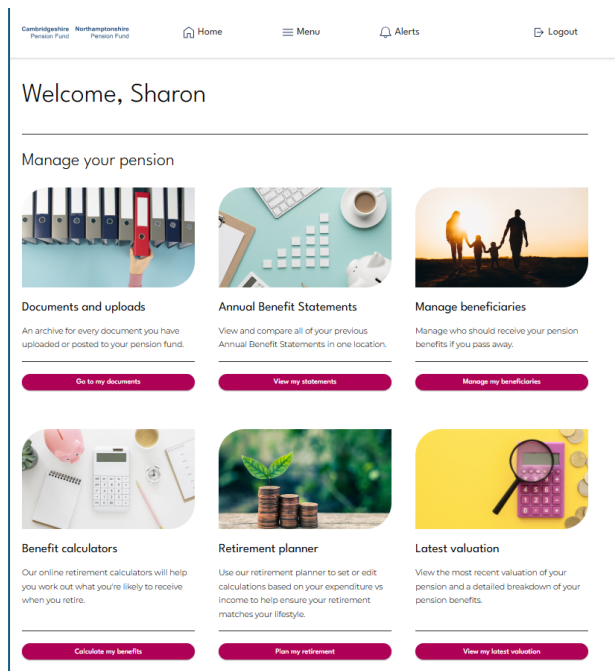 Cambridgeshire Northamptonshire
Pension Fund Pension Fund
Home
Menu
Alerts
Logout
Welcome, Sharon
Manage your pension
Documents and uploads
An archive for every document you have
uploaded or posted to your pension fund.
Go to my documents
Annual Benefit Statements
View and compare all of your previous
Annual Benefit Statements in one location.
View my statements
Manage beneficiaries
Manage who should receive your pension
benefits if you pass away.
Manage my beneficiaries
Benefit calculators
Our online retirement calculators will help
you work out what you're likely to receive
when you retire.
Calculate my benefits
Retirement planner
Use our retirement planner to set or edit
calculations based on your expenditure vs
income to help ensure your retirement
matches your lifestyle.
Plan my retirement
Latest valuation
View the most recent valuation of your
pension and a detailed breakdown of your
pension benefits.
View my latest valuation